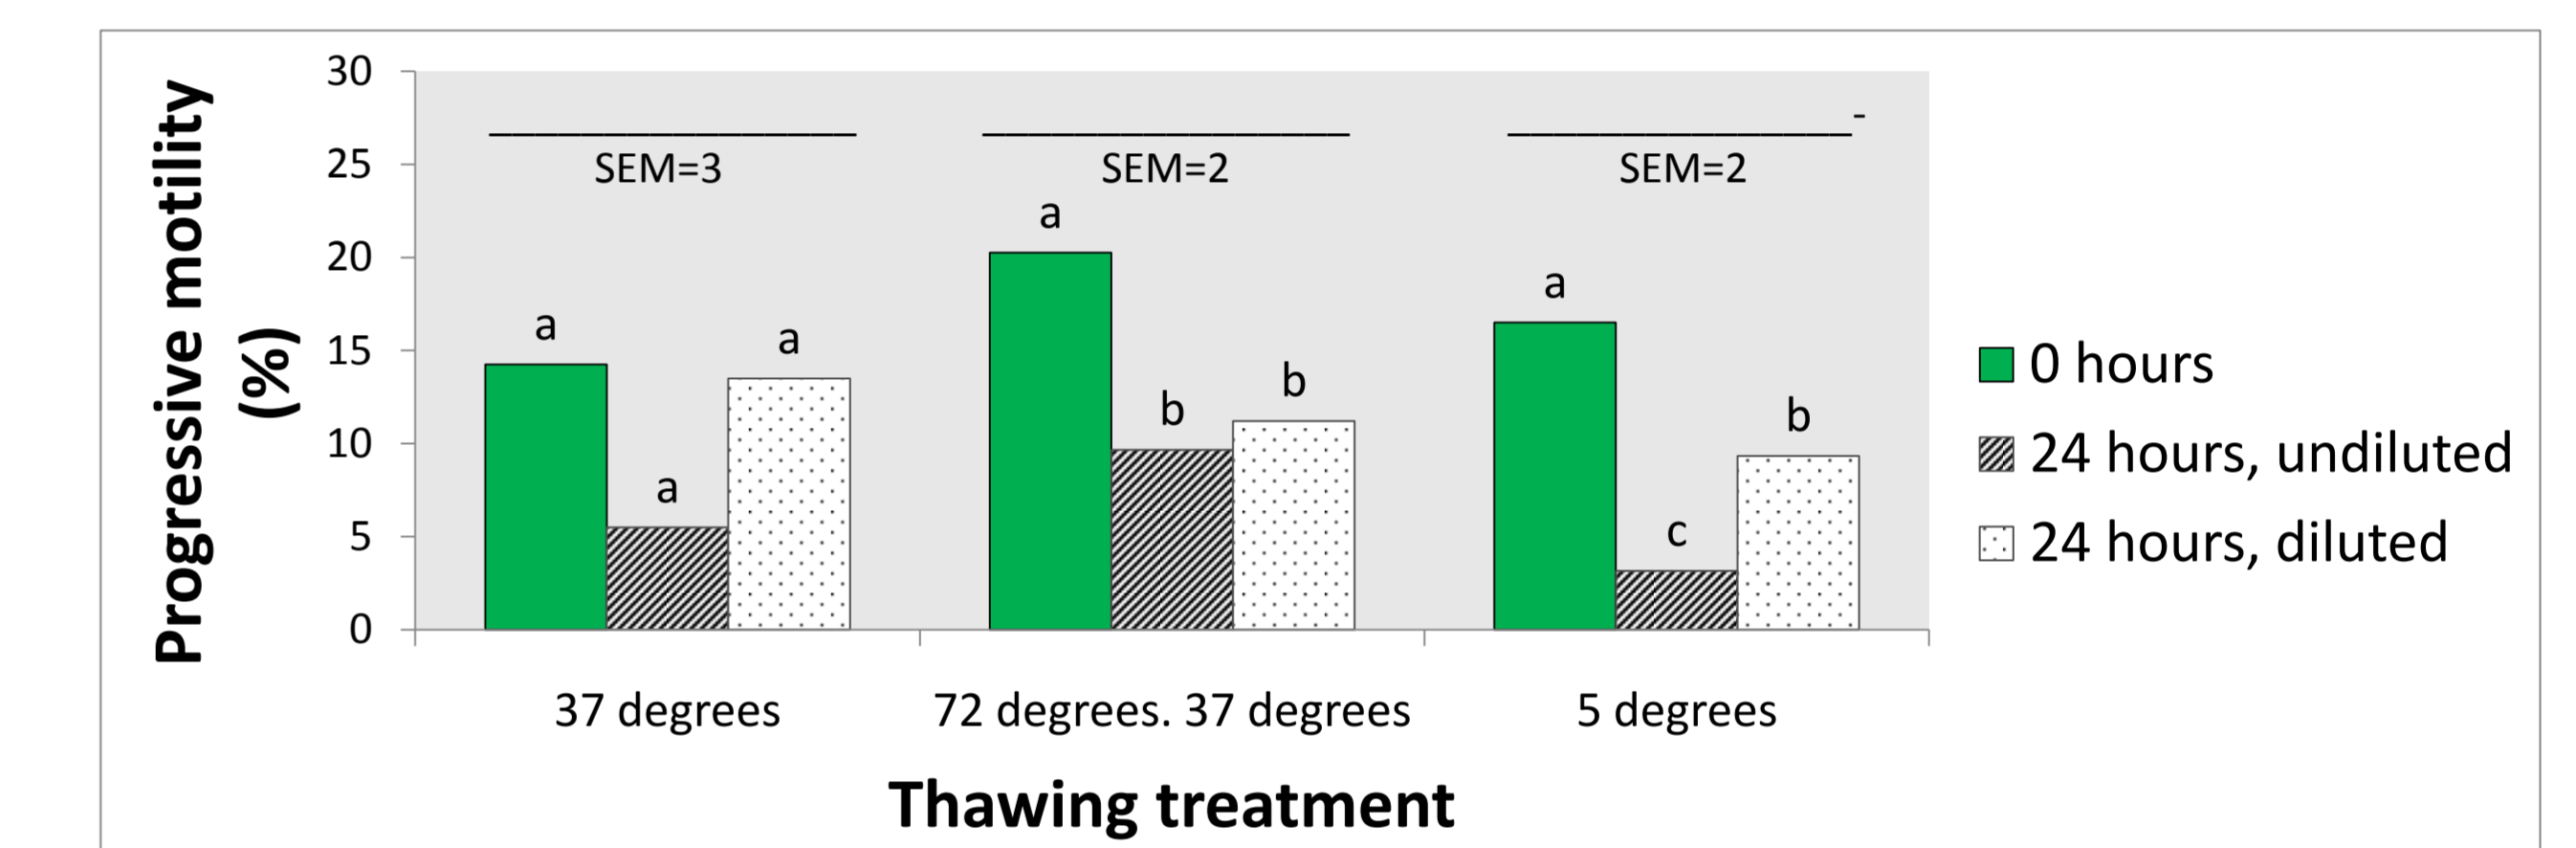 Progressive motility
(%)
30
25
20
15
10
5
0
SEM=3
SEM=2
SEM=2
a
a
a
a
b
b
a
c
b
37 degrees
72 degrees. 37 degrees
5 degrees
Thawing treatment
0 hours
24 hours, undiluted
24 hours, diluted